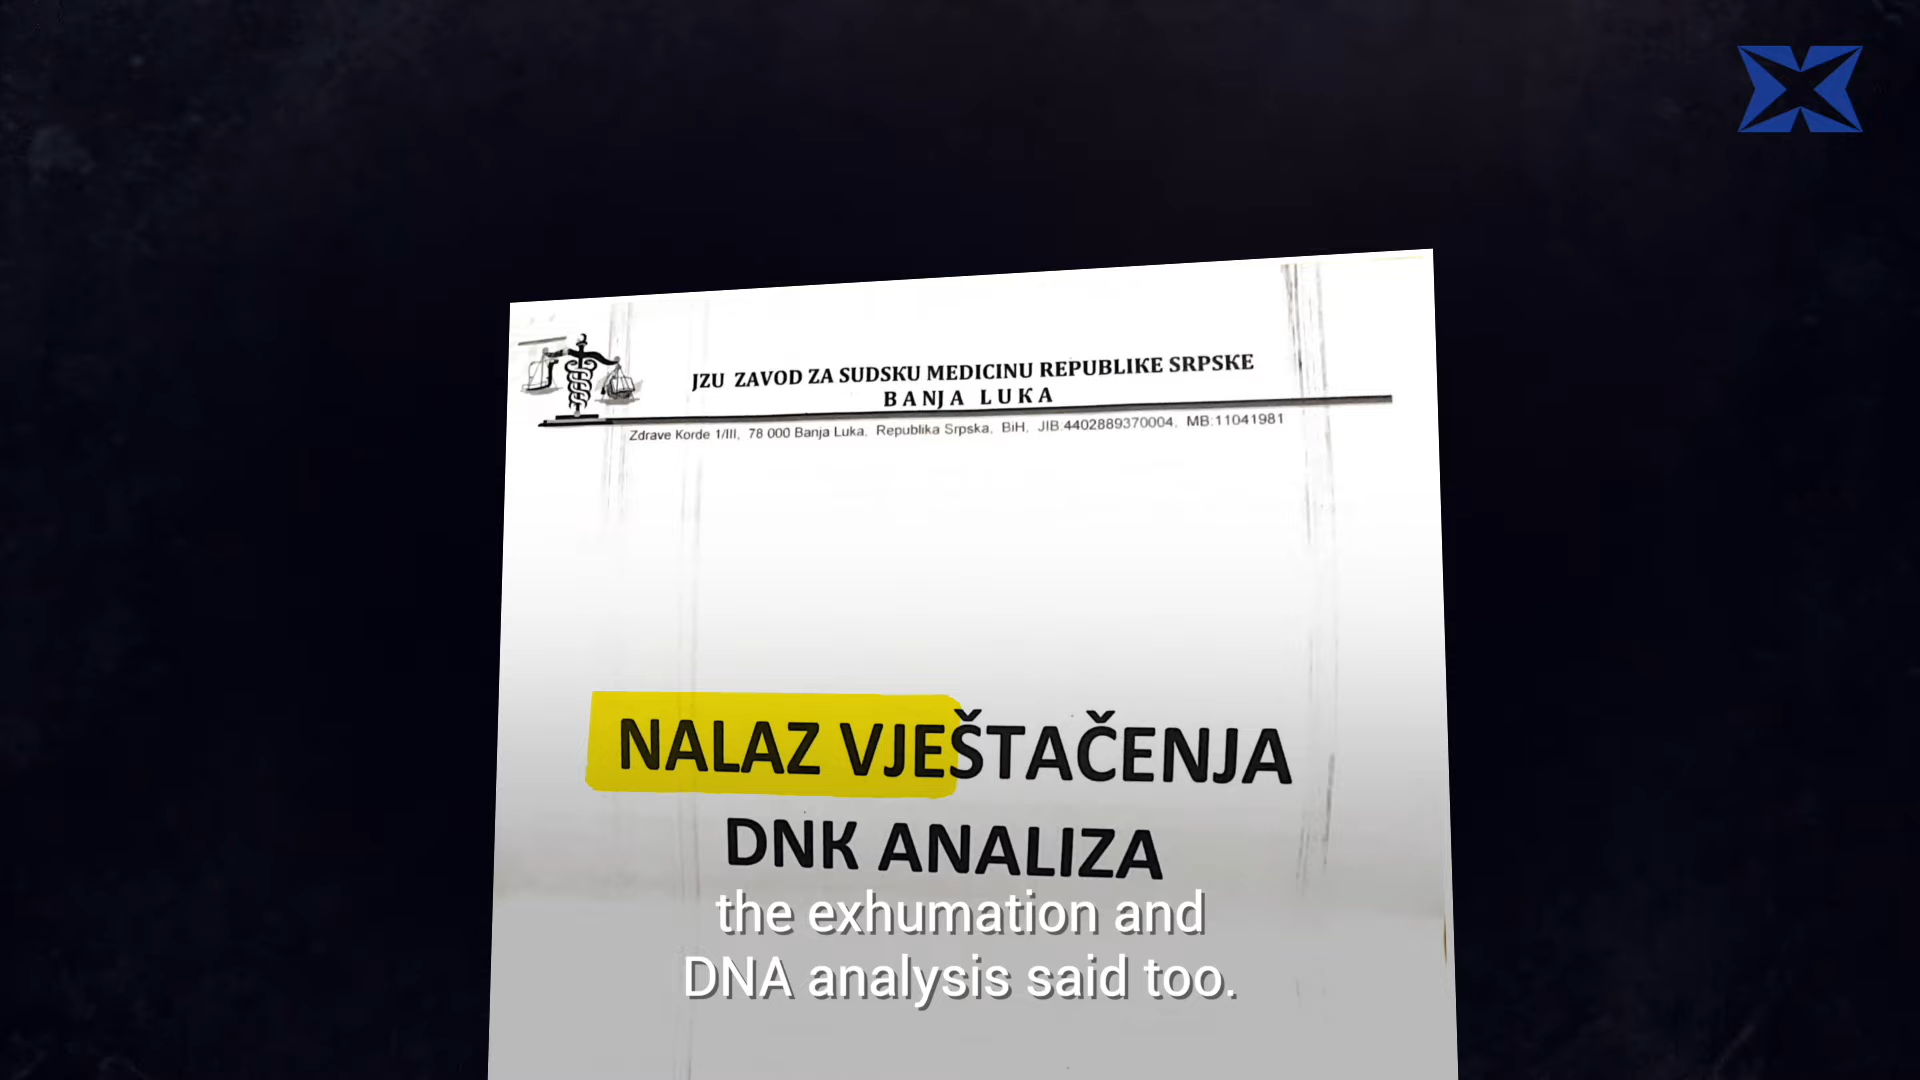 JZU ZAVOD ZA SUDSKU MEDICINU REPUBLIKE SRPSKE
BANJA LUKA
Zdrave Korde 1/III, 78 000 Banja Luka, Republika Srpska, BiH, JIB:4402889370004, MB:11041981
NALAZ VJEŠTAČENJA
DNK ANALIZA
the exhumation and
DNA analysis said too.